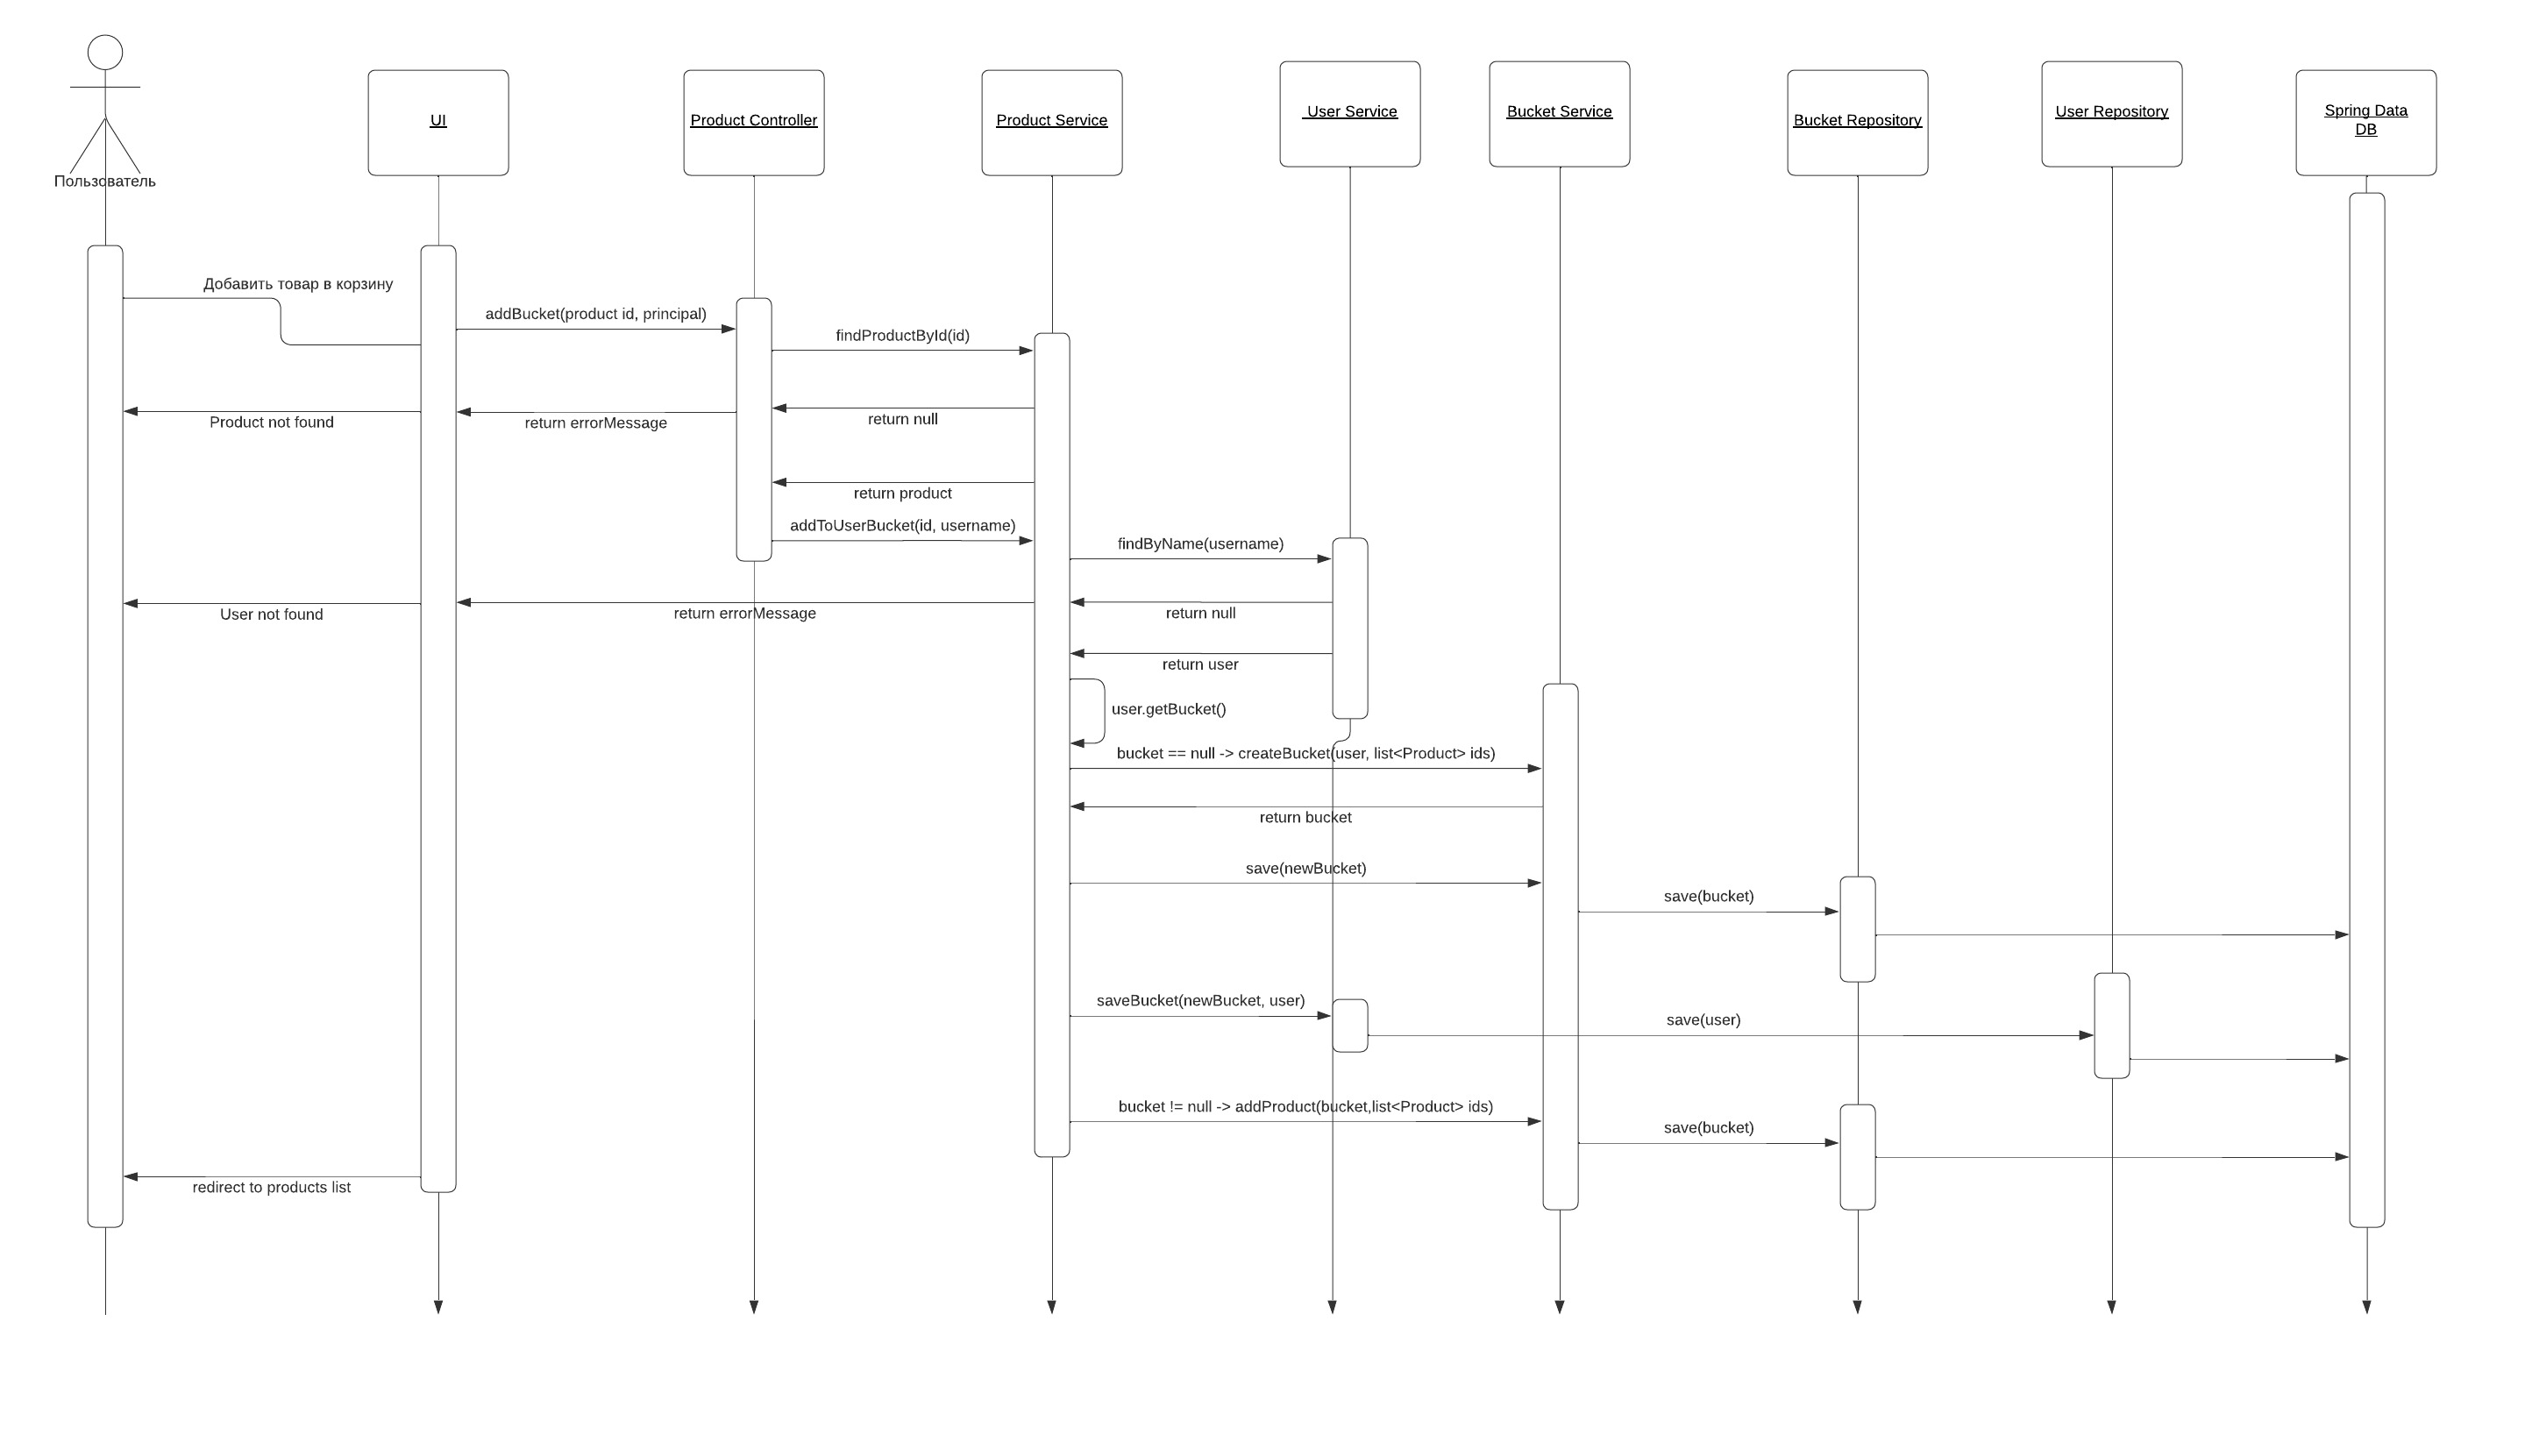 Пользователь
UI
Product Controller
Product Service
User Service
Bucket Service
Bucket Repository
User Repository
Spring Data
DB
Добавить товар в корзину
addBucket(product id, principal)
findProductById(id)
Product not found
return errorMessage
return null
return product
addToUserBucket(id, username)
findByName(username)
User not found
return errorMessage
return null
return user
user.getBucket()
bucket == null -> createBucket(user, list<Product> ids)
return bucket
save(newBucket)
save(bucket)
saveBucket(newBucket, user)
save(user)
bucket != null -> addProduct(bucket,list<Product> ids)
save(bucket)
redirect to products list